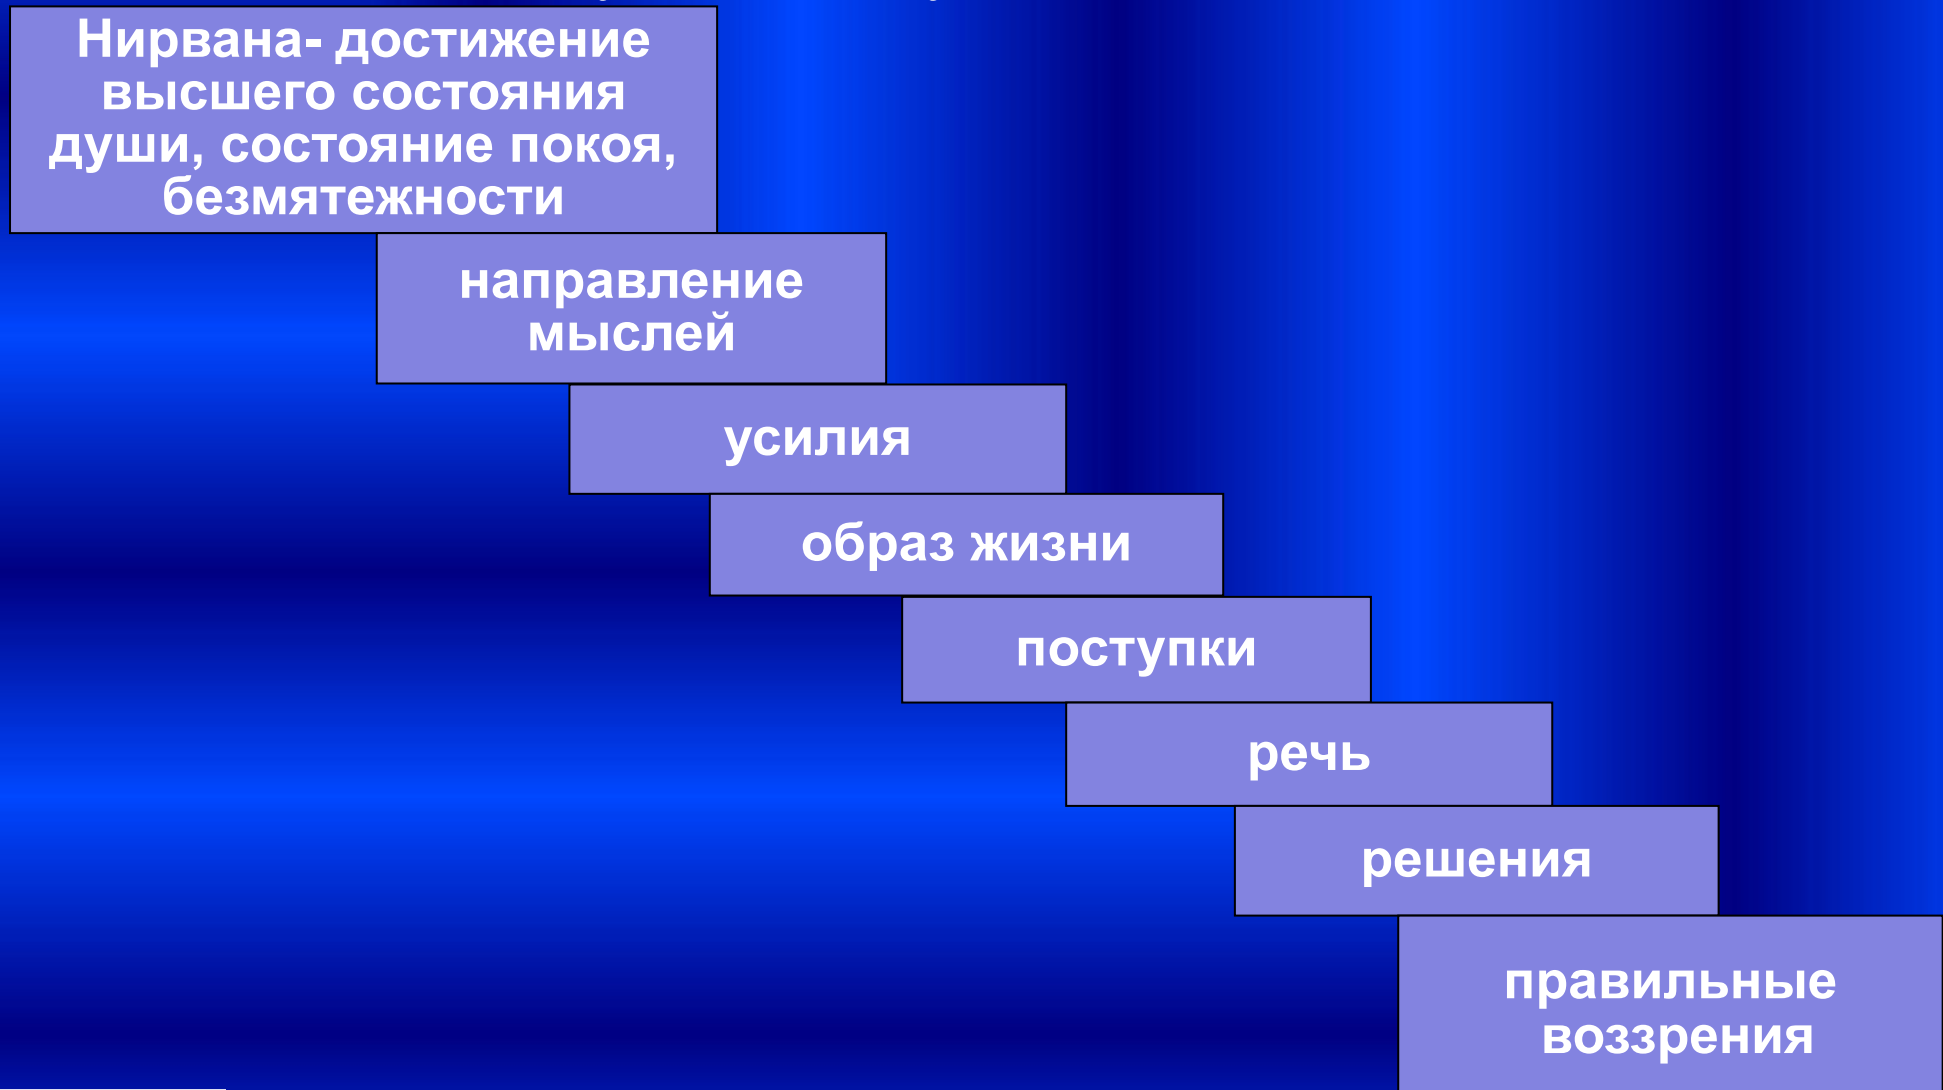 Нирвана- достижение
высшего состояния
души, состояние покоя,
безмятежности
направление
мыслей
усилия
образ жизни
поступки
речь
решения
правильные
воззрения